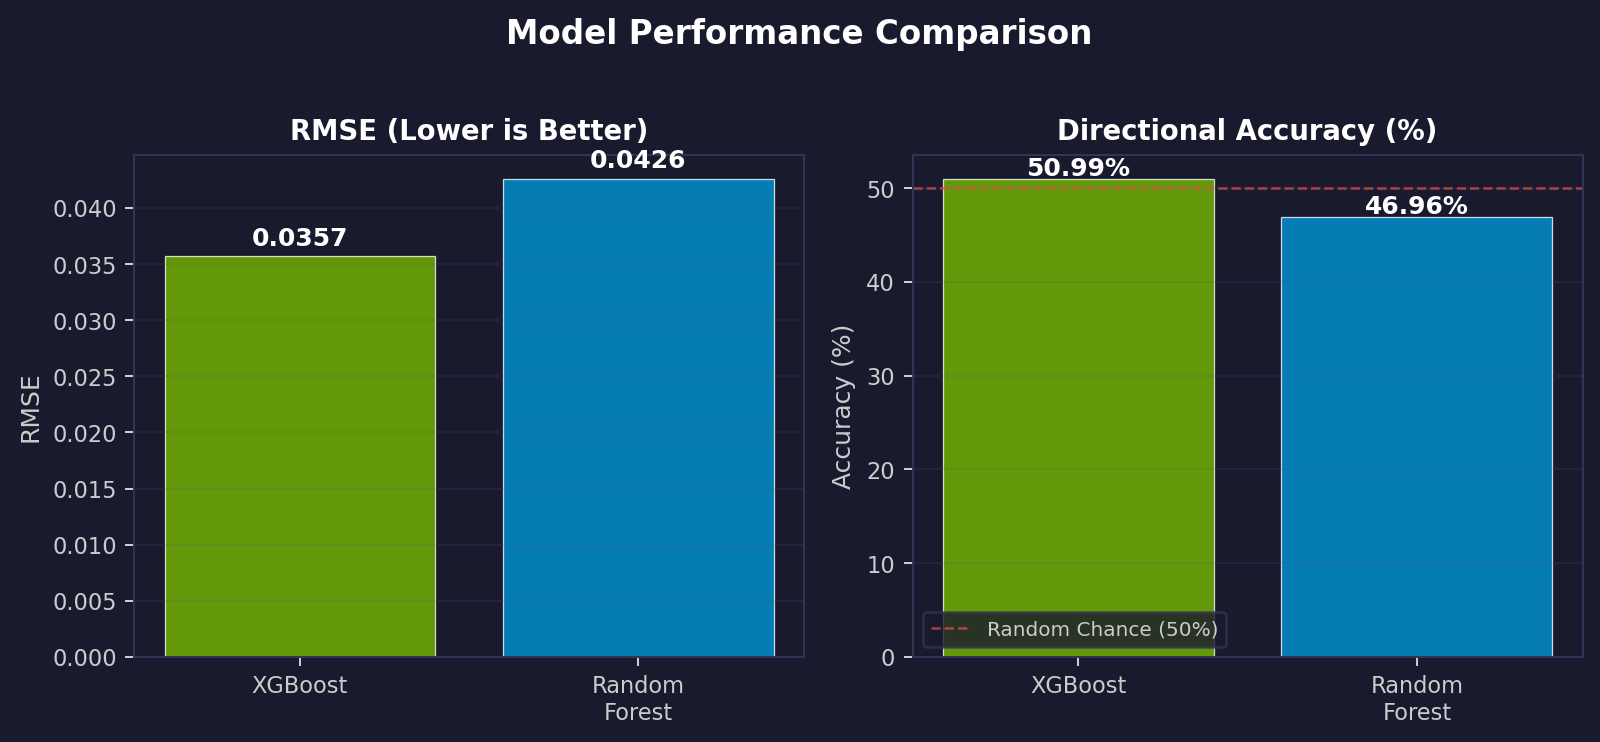 Model Performance Comparison
RMSE (Lower is Better)
0.0426
0.0357
0.040
0.035
0.030
0.025
0.020
0.015
0.010
0.005
0.000
RMSE
XGBoost
Random
Forest
Directional Accuracy (%)
50.99%
46.96%
50
40
30
20
10
0
Accuracy (%)
Random Chance (50%)
XGBoost
Random
Forest